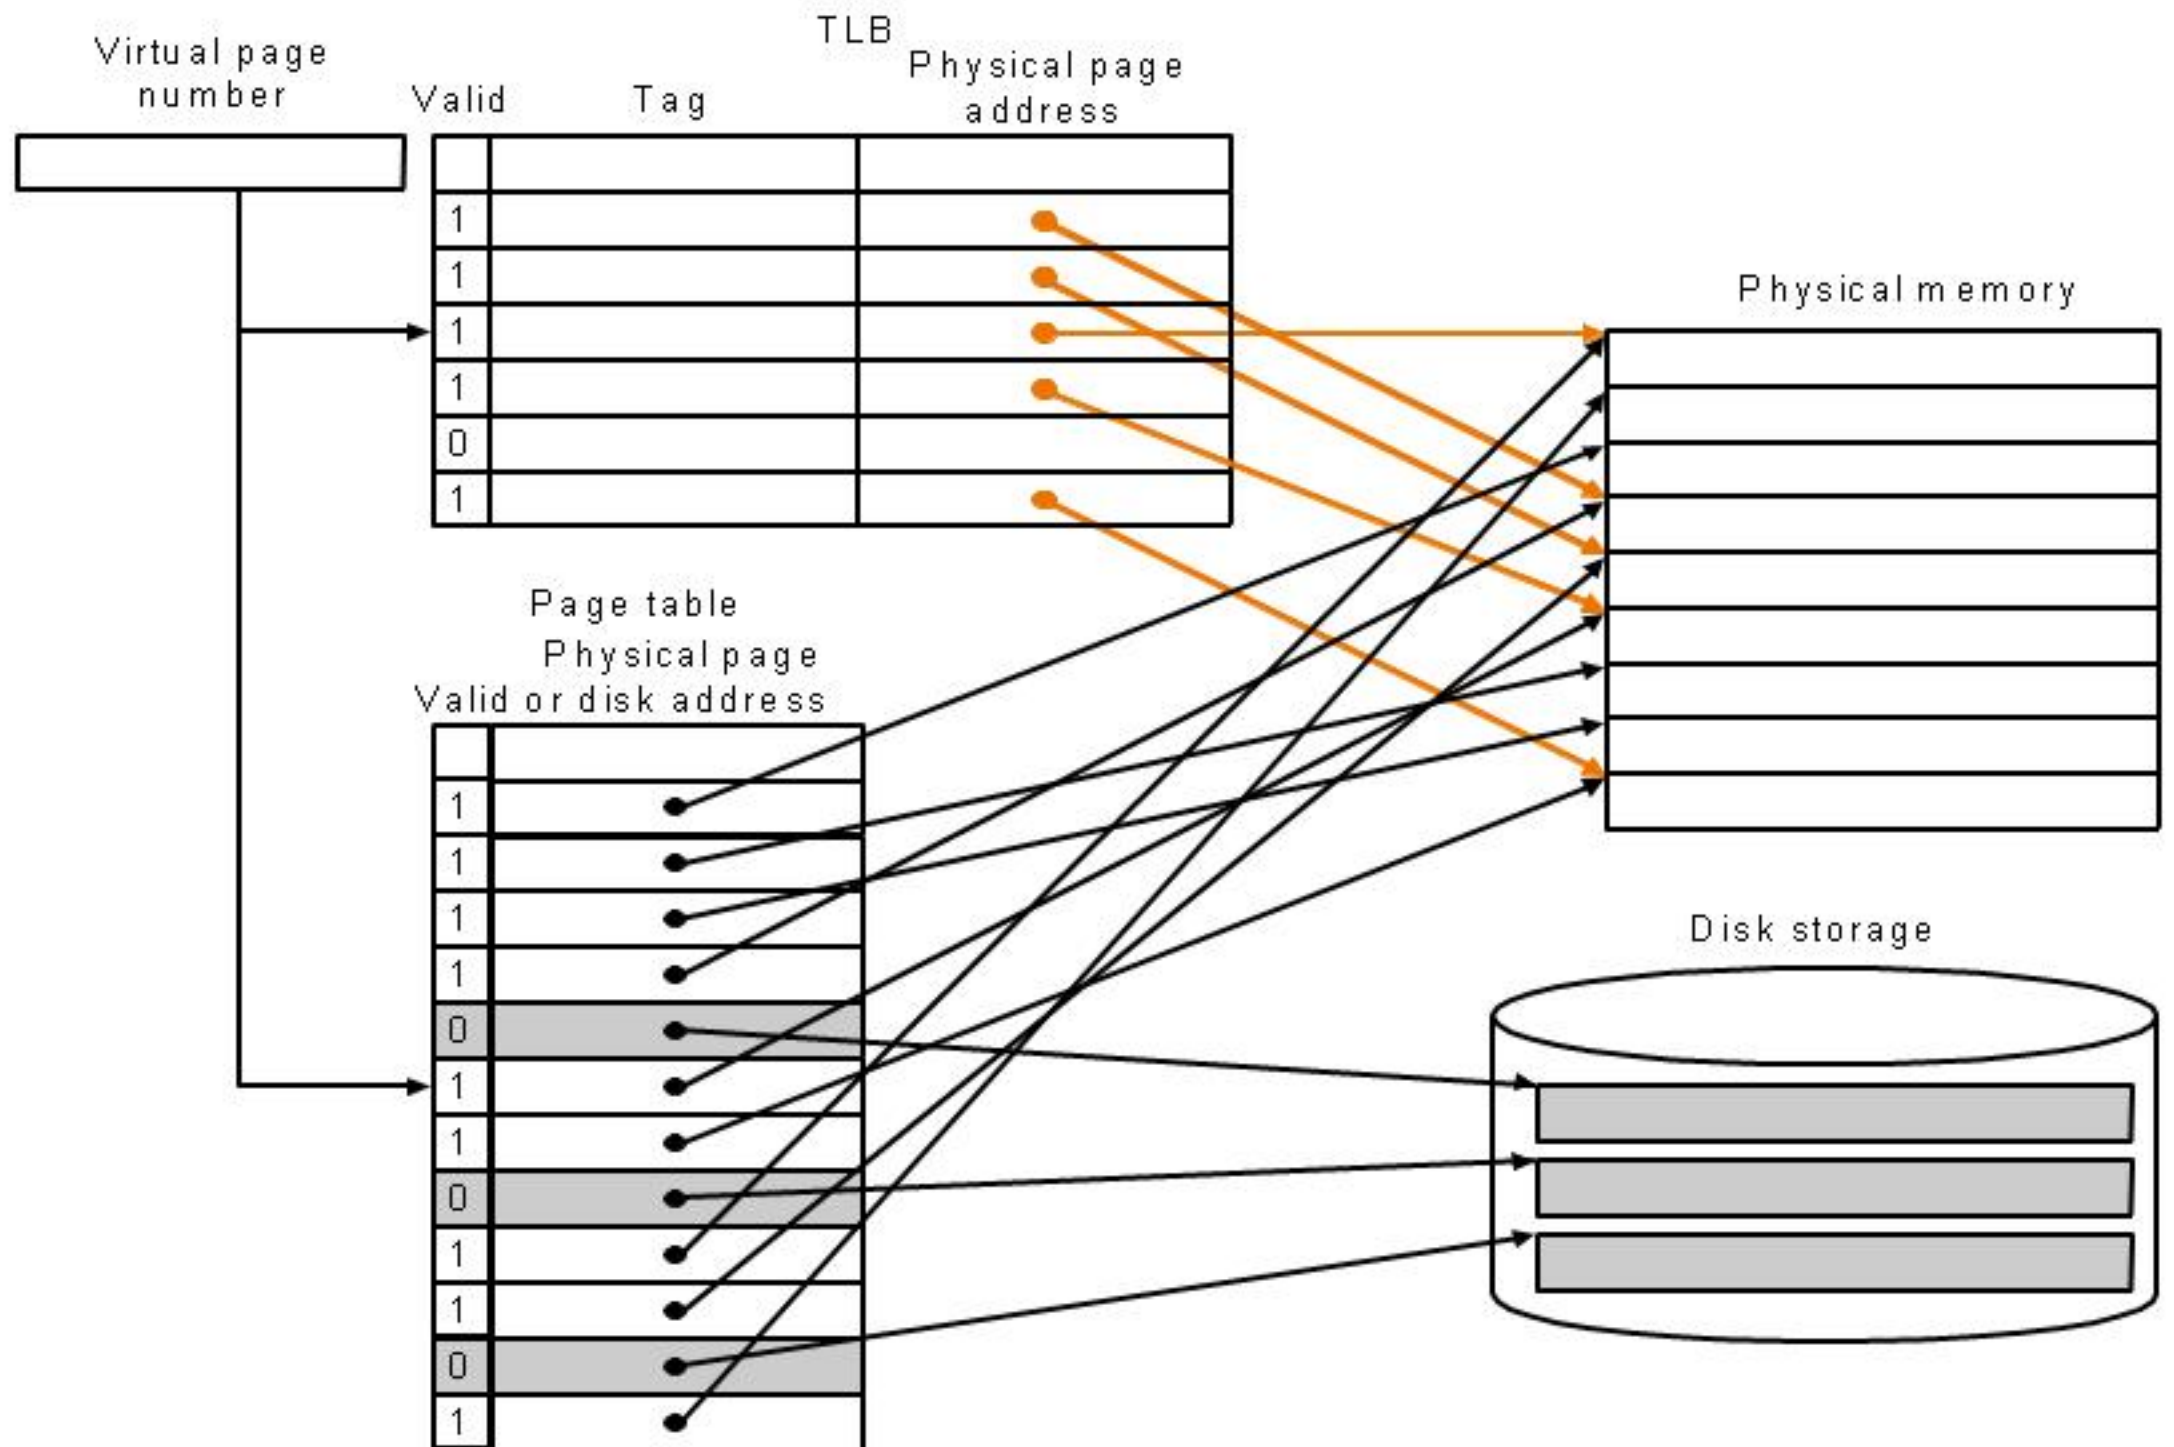 TLB
Virtual page
number
Valid
Tag
Physical page
address
1
1
1
1
0
1
Physical memory
Page table
Physical page
Valid or disk address
1
1
1
1
0
1
1
0
1
1
0
1
Disk storage